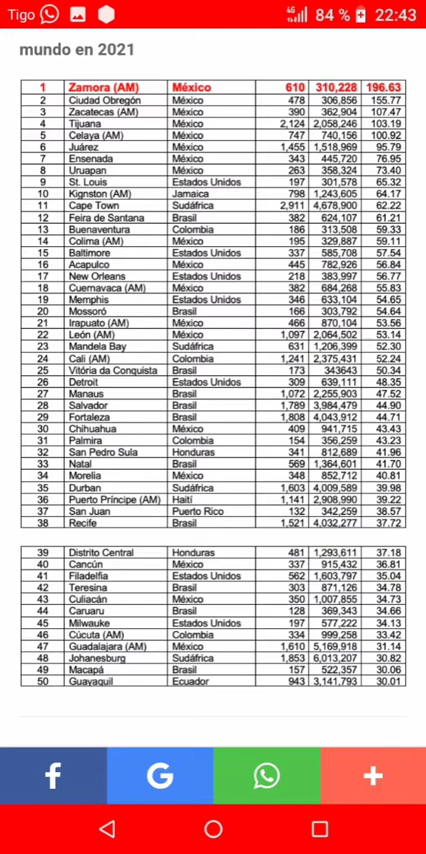 Tigo 4G 84 % 22:43
mundo en 2021
1 Zamora (AM) México 610 310,228 196.63
2 Ciudad Obregón México 478 306,856 155.77
3 Zacatecas (AM) México 390 362,904 107.47
4 Tijuana México 2,124 2,058,246 103.19
5 Celaya (AM) México 747 740,156 100.92
6 Juárez México 1,455 1,518,969 95.79
7 Ensenada México 343 445,720 76.95
8 Uruapan México 263 358,324 73.40
9 St. Louis Estados Unidos 197 301,578 65.32
10 Kignston (AM) Jamaica 798 1,243,605 64.17
11 Cape Town Sudáfrica 2,911 4,678,900 62.22
12 Feira de Santana Brasil 382 624,107 61.21
13 Buenaventura Colombia 186 313,508 59.33
14 Colima (AM) México 195 329,887 59.11
15 Baltimore Estados Unidos 337 585,708 57.54
16 Acapulco México 445 782,926 56.84
17 New Orleans Estados Unidos 218 383,997 56.77
18 Cuernavaca (AM) México 382 684,268 55.83
19 Memphis Estados Unidos 346 633,104 54.65
20 Mossoró Brasil 166 303,792 54.64
21 Irapuato (AM) México 466 870,104 53.56
22 León (AM) México 1,097 2,064,502 53.14
23 Mandela Bay Sudáfrica 631 1,206,399 52.30
24 Cali (AM) Colombia 1,241 2,375,431 52.24
25 Vitória da Conquista Brasil 173 343643 50.34
26 Detroit Estados Unidos 309 639,111 48.35
27 Manaus Brasil 1,072 2,255,903 47.52
28 Salvador Brasil 1,789 3,984,479 44.90
29 Fortaleza Brasil 1,808 4,043,912 44.71
30 Chihuahua México 409 941,715 43.43
31 Palmira Colombia 154 356,259 43.23
32 San Pedro Sula Honduras 341 812,689 41.96
33 Natal Brasil 569 1,364,601 41.70
34 Morelia México 348 852,712 40.81
35 Durban Sudáfrica 1,603 4,009,589 39.98
36 Puerto Príncipe (AM) Haití 1,141 2,908,990 39.22
37 San Juan Puerto Rico 132 342,259 38.57
38 Recife Brasil 1,521 4,032,277 37.72
39 Distrito Central Honduras 481 1,293,611 37.18
40 Cancún México 337 915,432 36.81
41 Filadelfia Estados Unidos 562 1,603,797 35.04
42 Teresina Brasil 303 871,126 34.78
43 Culiacán México 350 1,007,855 34.73
44 Caruaru Brasil 128 369,343 34.66
45 Milwauke Estados Unidos 197 577,222 34.13
46 Cúcuta (AM) Colombia 334 999,258 33.42
47 Guadalajara (AM) México 1,610 5,169,918 31.14
48 Johanesburg Sudáfrica 1,853 6,013,207 30.82
49 Macapá Brasil 157 522,357 30.06
50 Guayaquil Ecuador 943 3,141,793 30.01
f G +